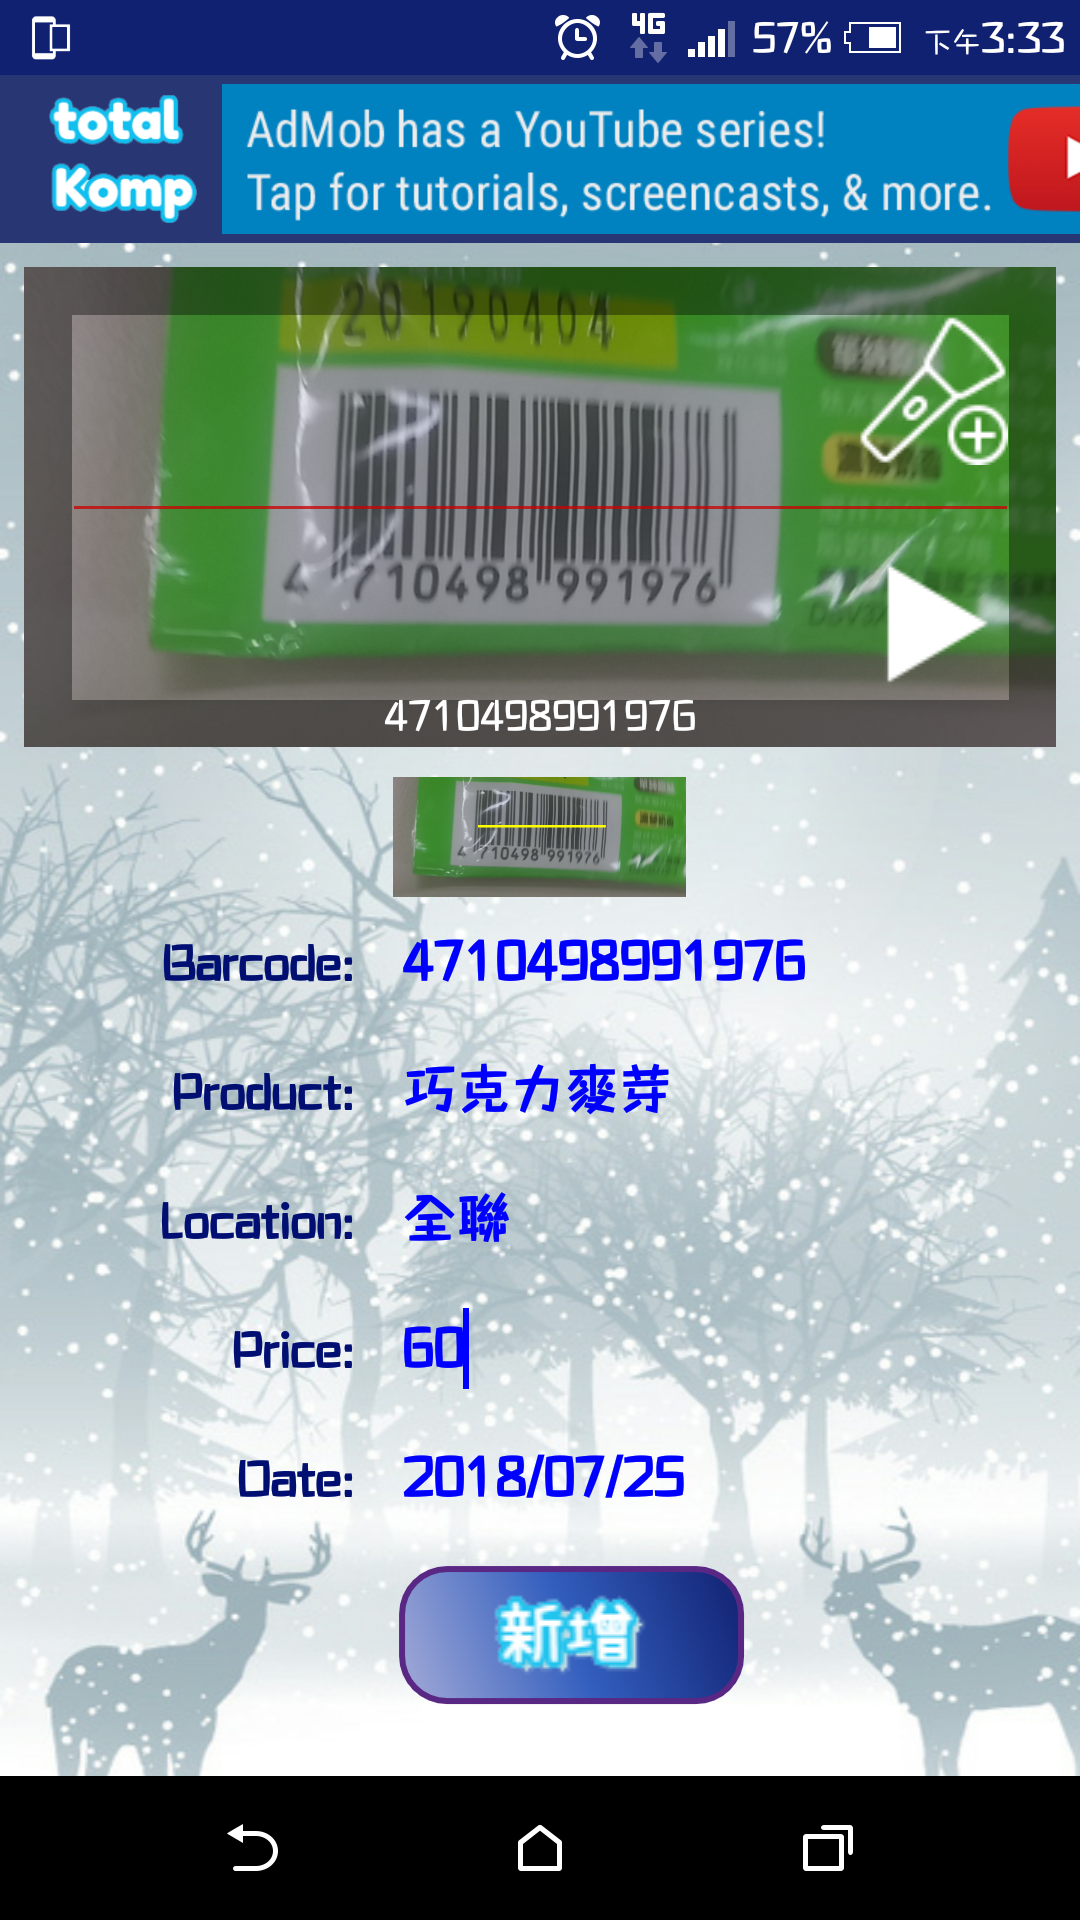 4G 57% 下午3:33
total
Komp
AdMob has a YouTube series!
Tap for tutorials, screencasts, & more.
20190404
4 710498 991976
4710498991976
4 710498 991976
Barcode: 4710498991976
Product: 巧克力麥芽
Location: 全聯
Price: 60
Date: 2018/07/25
新增